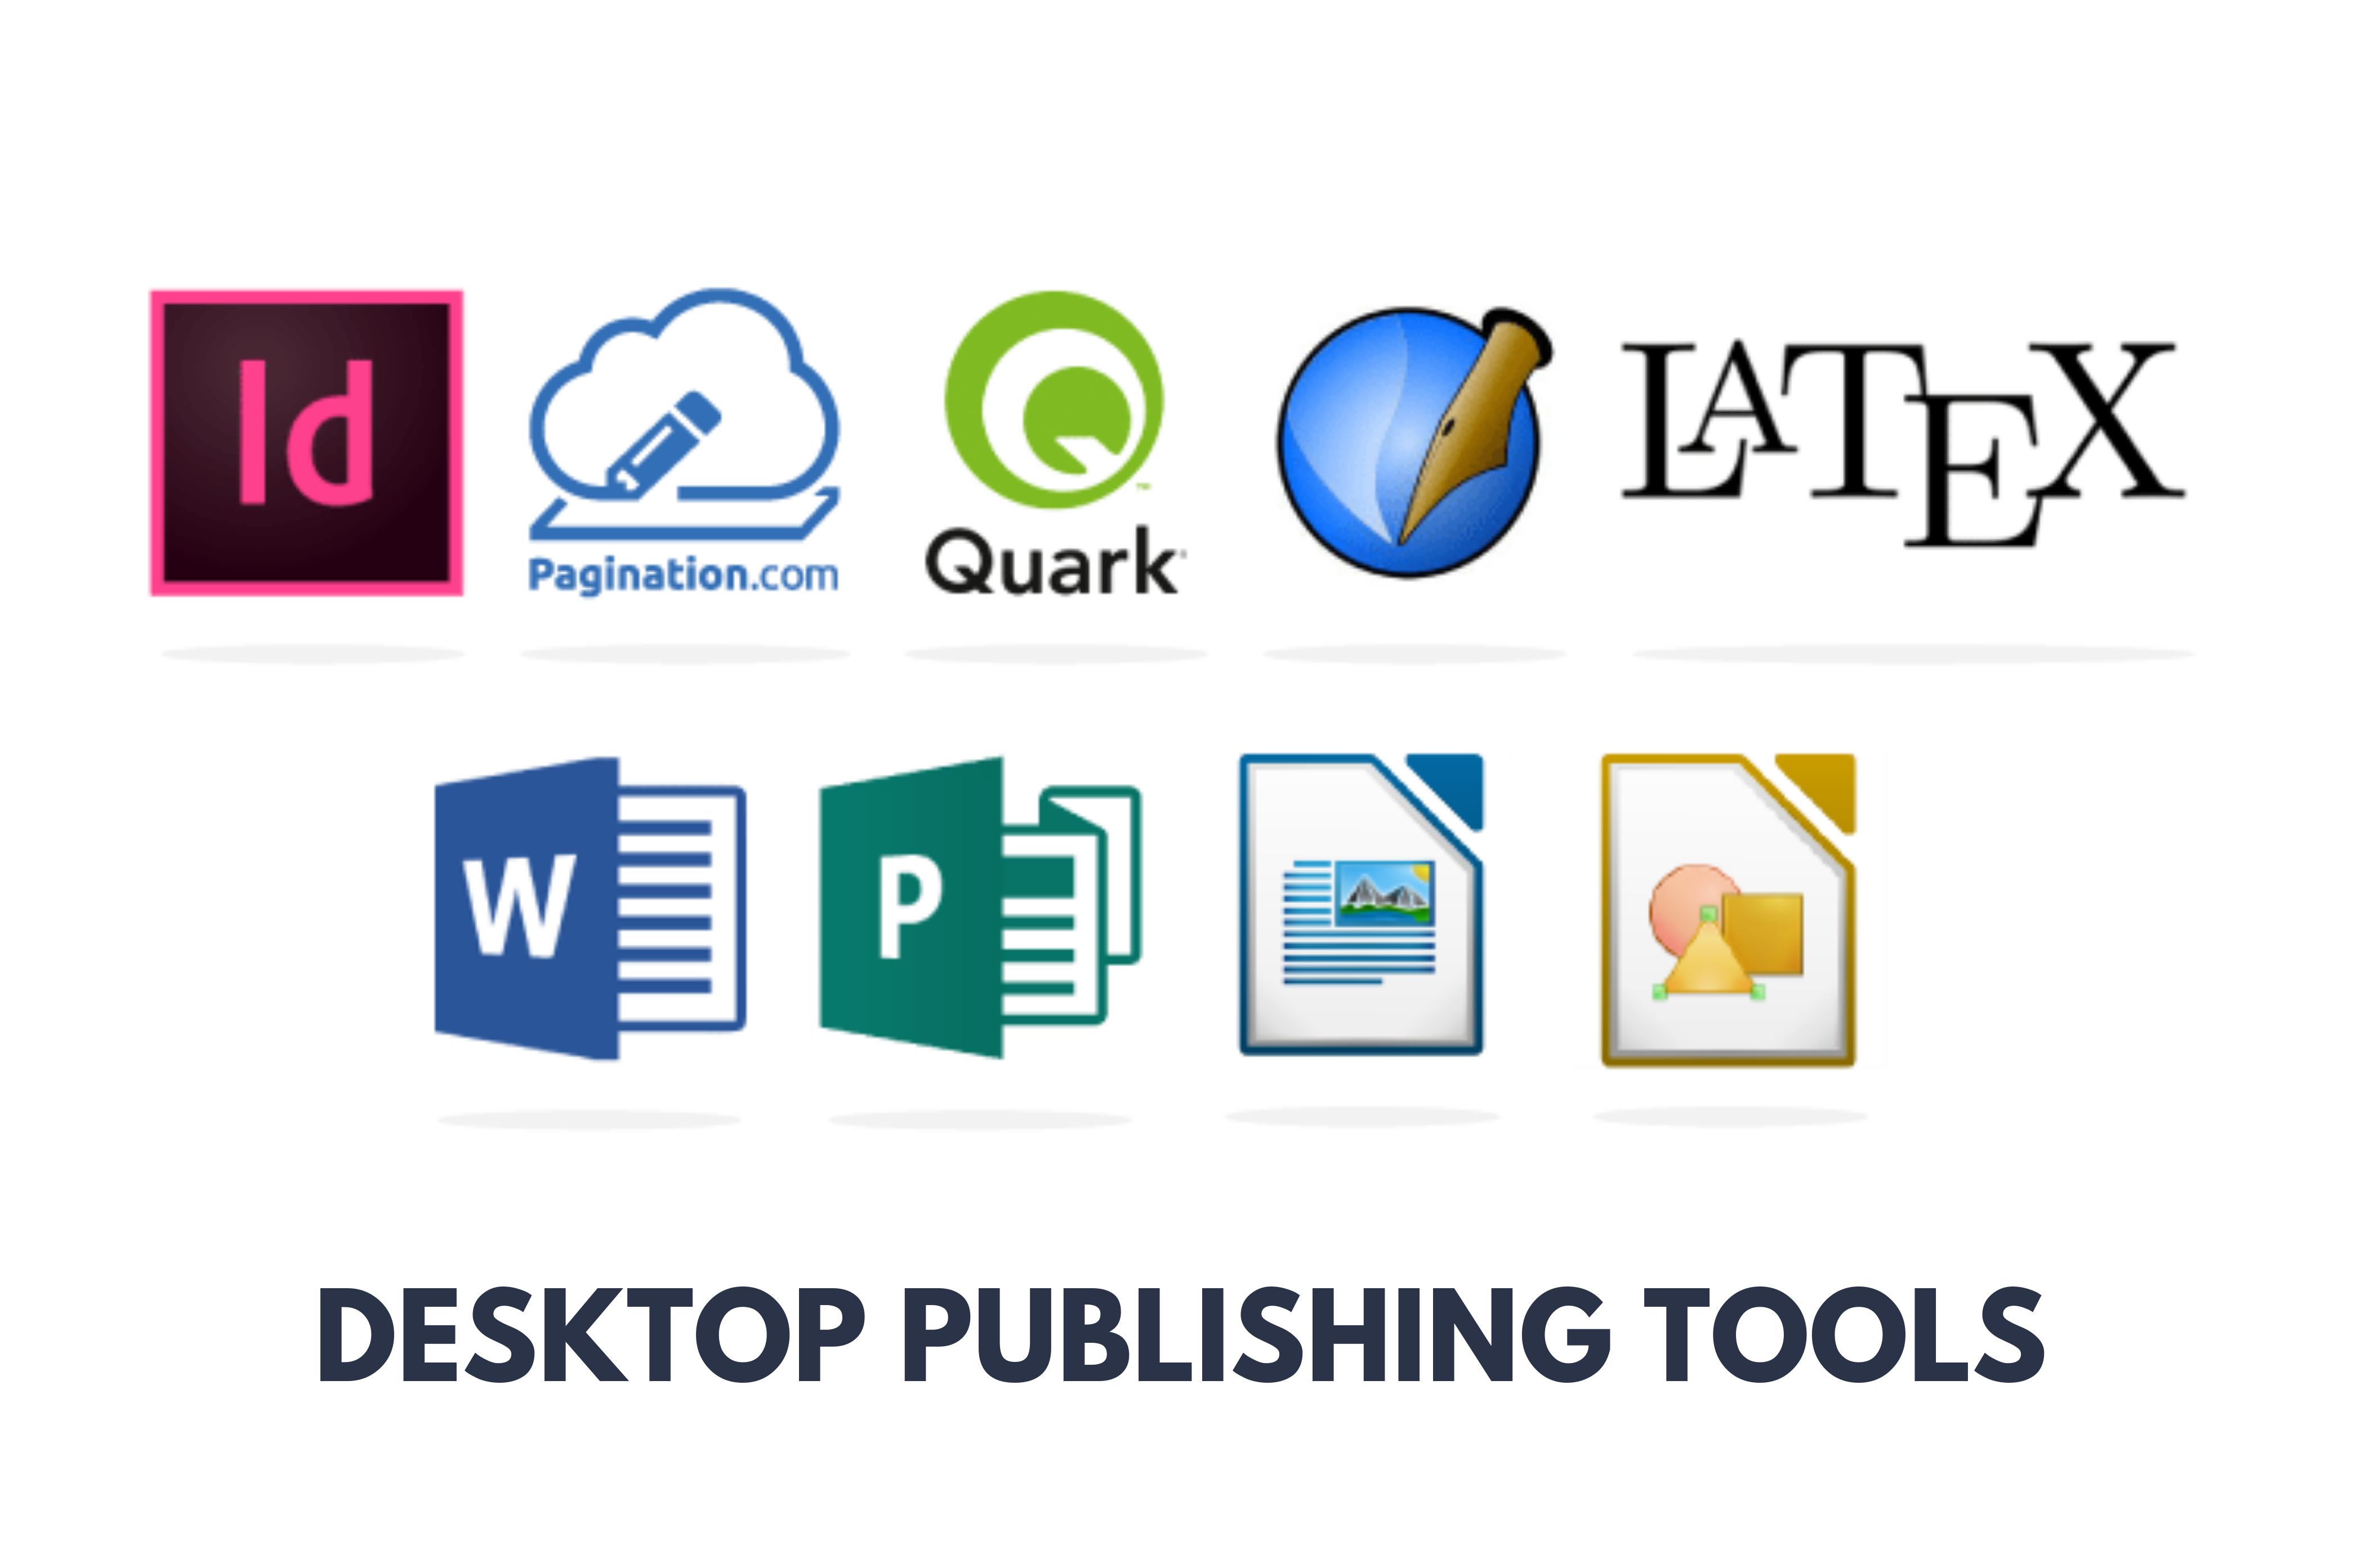 Id
Pagination.com
Quark
LATEX
W
P
DESKTOP PUBLISHING TOOLS